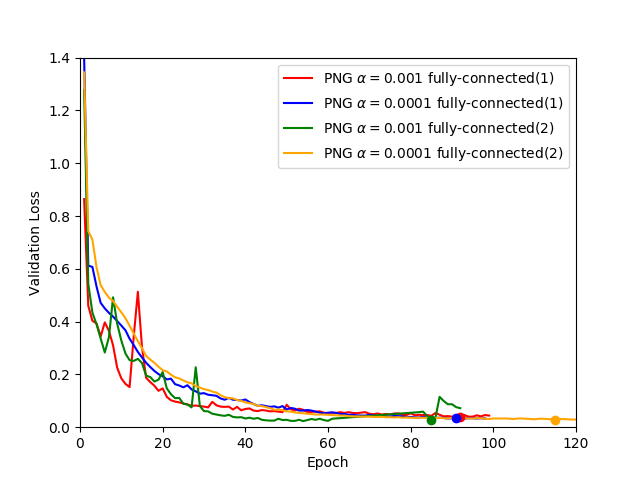 1.4
1.2
1.0
0.8
0.6
0.4
0.2
0.0
Validation Loss
PNG α = 0.001 fully-connected(1)
PNG α = 0.0001 fully-connected(1)
PNG α = 0.001 fully-connected(2)
PNG α = 0.0001 fully-connected(2)
0 20 40 60 80 100 120
Epoch